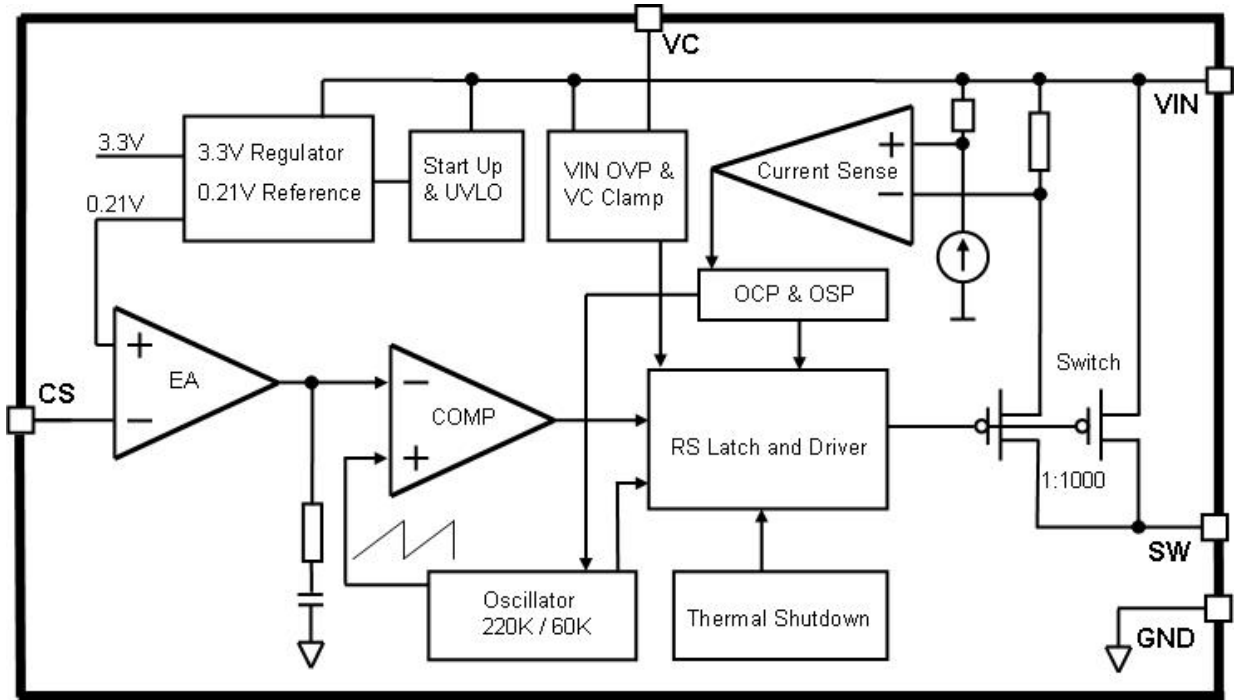 VC
VIN
3.3V
3.3V Regulator
0.21V Reference
0.21V
Start Up
& UVLO
VIN OVP &
VC Clamp
+
Current Sense
−
OCP & OSP
CS
+
EA
−
−
COMP
+
RS Latch and Driver
Switch
1:1000
SW
Oscillator
220K / 60K
Thermal Shutdown
GND